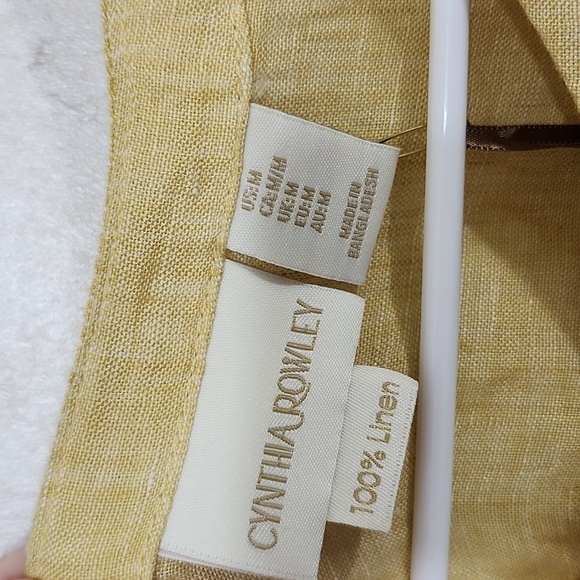 US:M
CA:M/M
UK:M
EU:M
AU:M
MADE IN
BANGLADESH
CYNTHIA ROWLEY
100% Linen